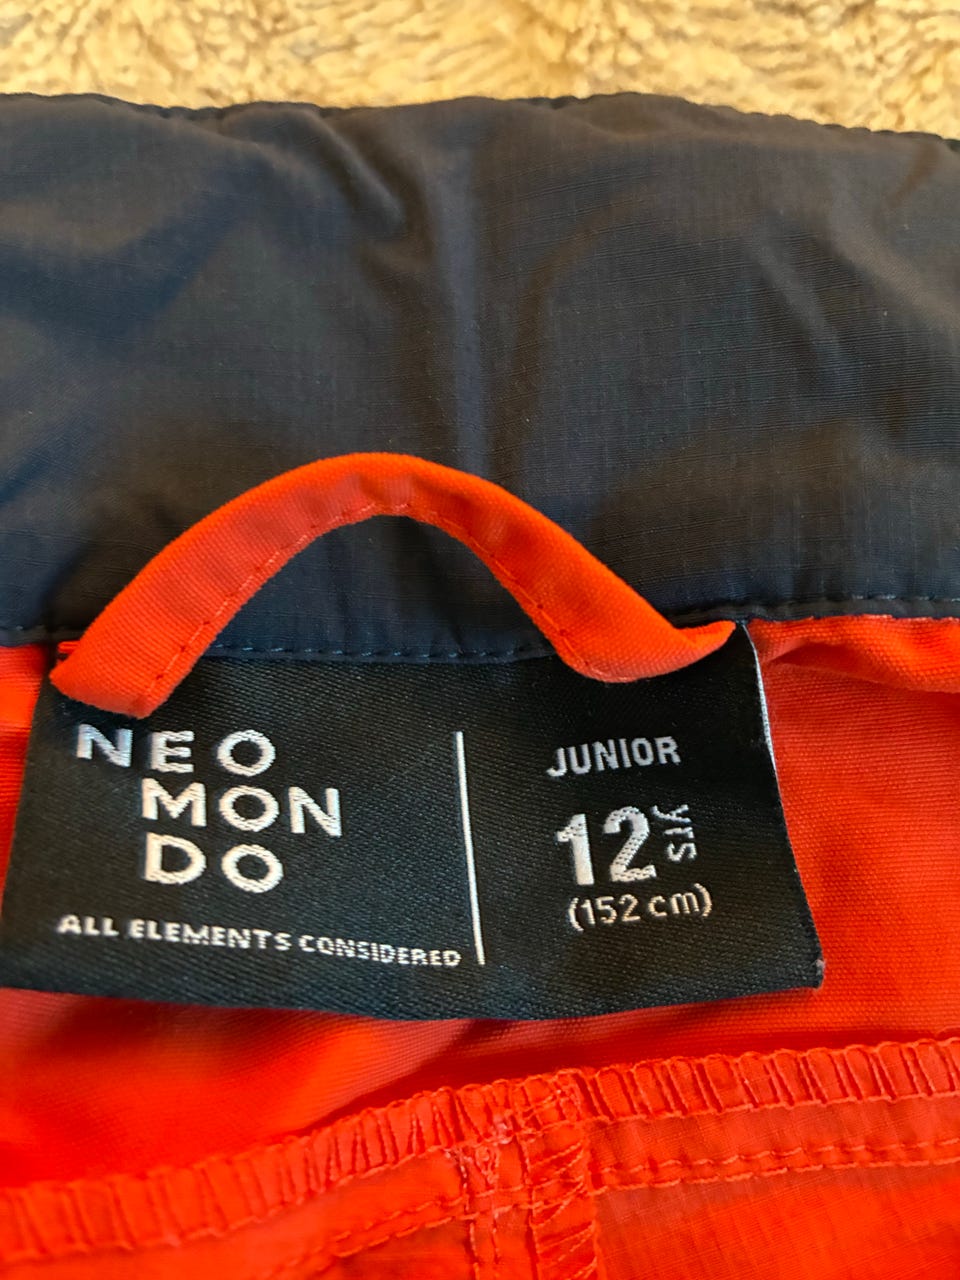 NEO
MON
DO
ALL ELEMENTS CONSIDERED
JUNIOR
12 yrs
(152 cm)